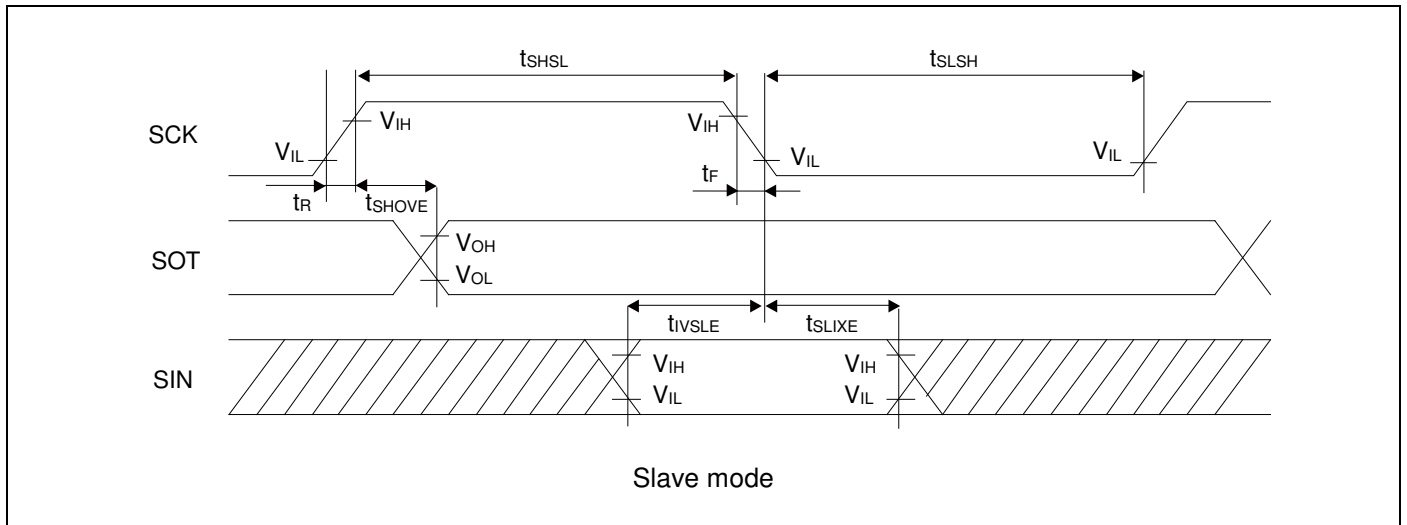 tSHSL tSLSH
SCK VIH VIH
VIL VIL VIL
tF
tR tSHOVE
SOT VOH
VOL
tIVSLE tSLIXE
SIN VIH VIH
VIL VIL
Slave mode